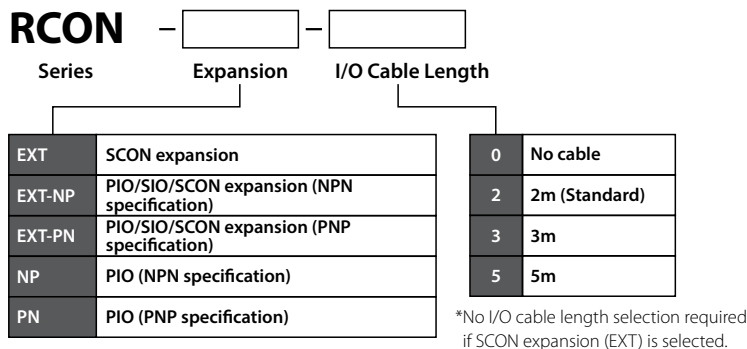 RCON – –
Series Expansion I/O Cable Length
EXT SCON expansion
EXT-NP PIO/SIO/SCON expansion (NPN
specification)
EXT-PN PIO/SIO/SCON expansion (PNP
specification)
NP PIO (NPN specification)
PN PIO (PNP specification)
0 No cable
2 2m (Standard)
3 3m
5 5m
*No I/O cable length selection required
if SCON expansion (EXT) is selected.